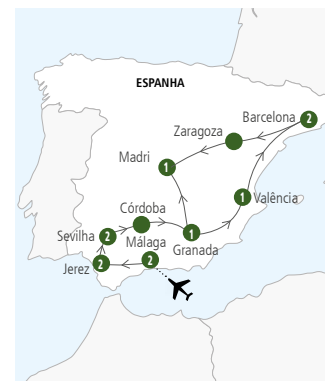 ESPANHA
Barcelona
2
Zaragoza
Madri
1
Valência
1
Córdoba
Sevilha
2
Málaga
2
Granada
1
Jerez
2